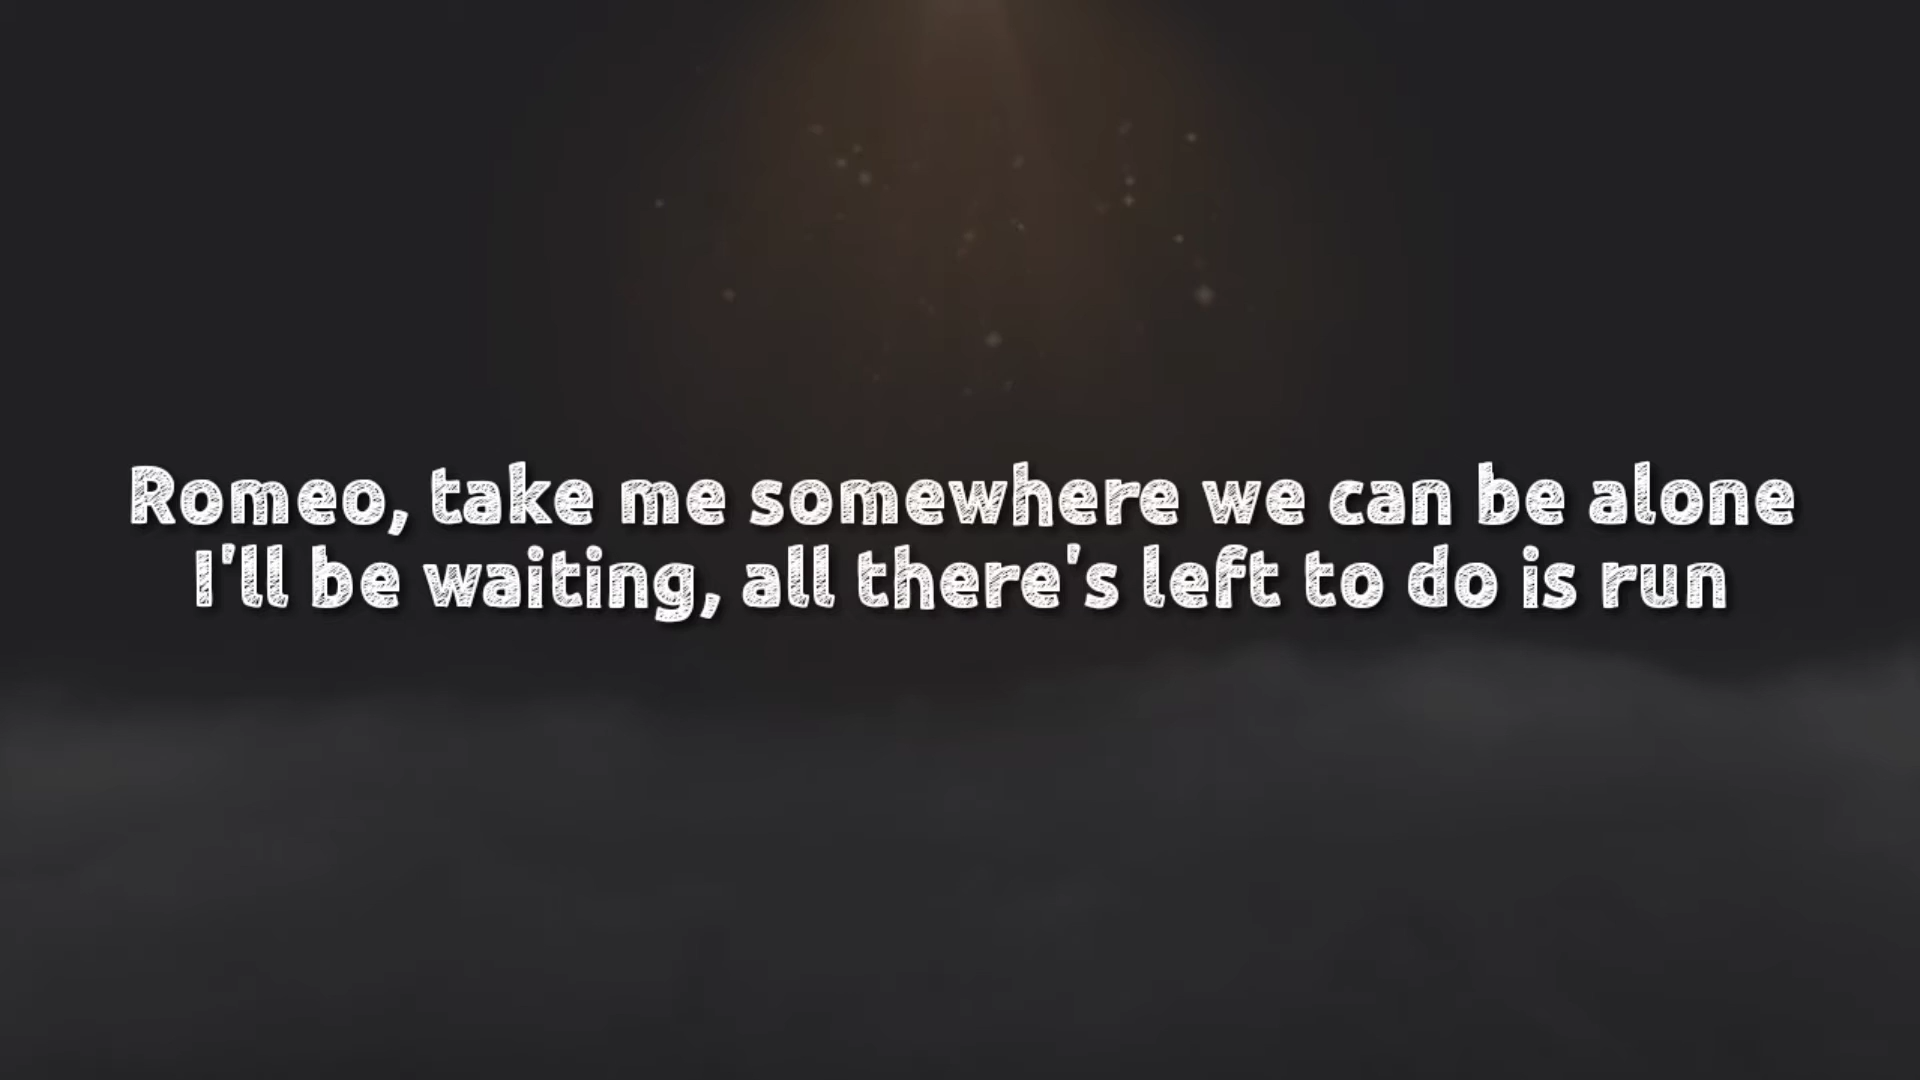 Romeo, take me somewhere we can be alone
I'll be waiting, all there's left to do is run